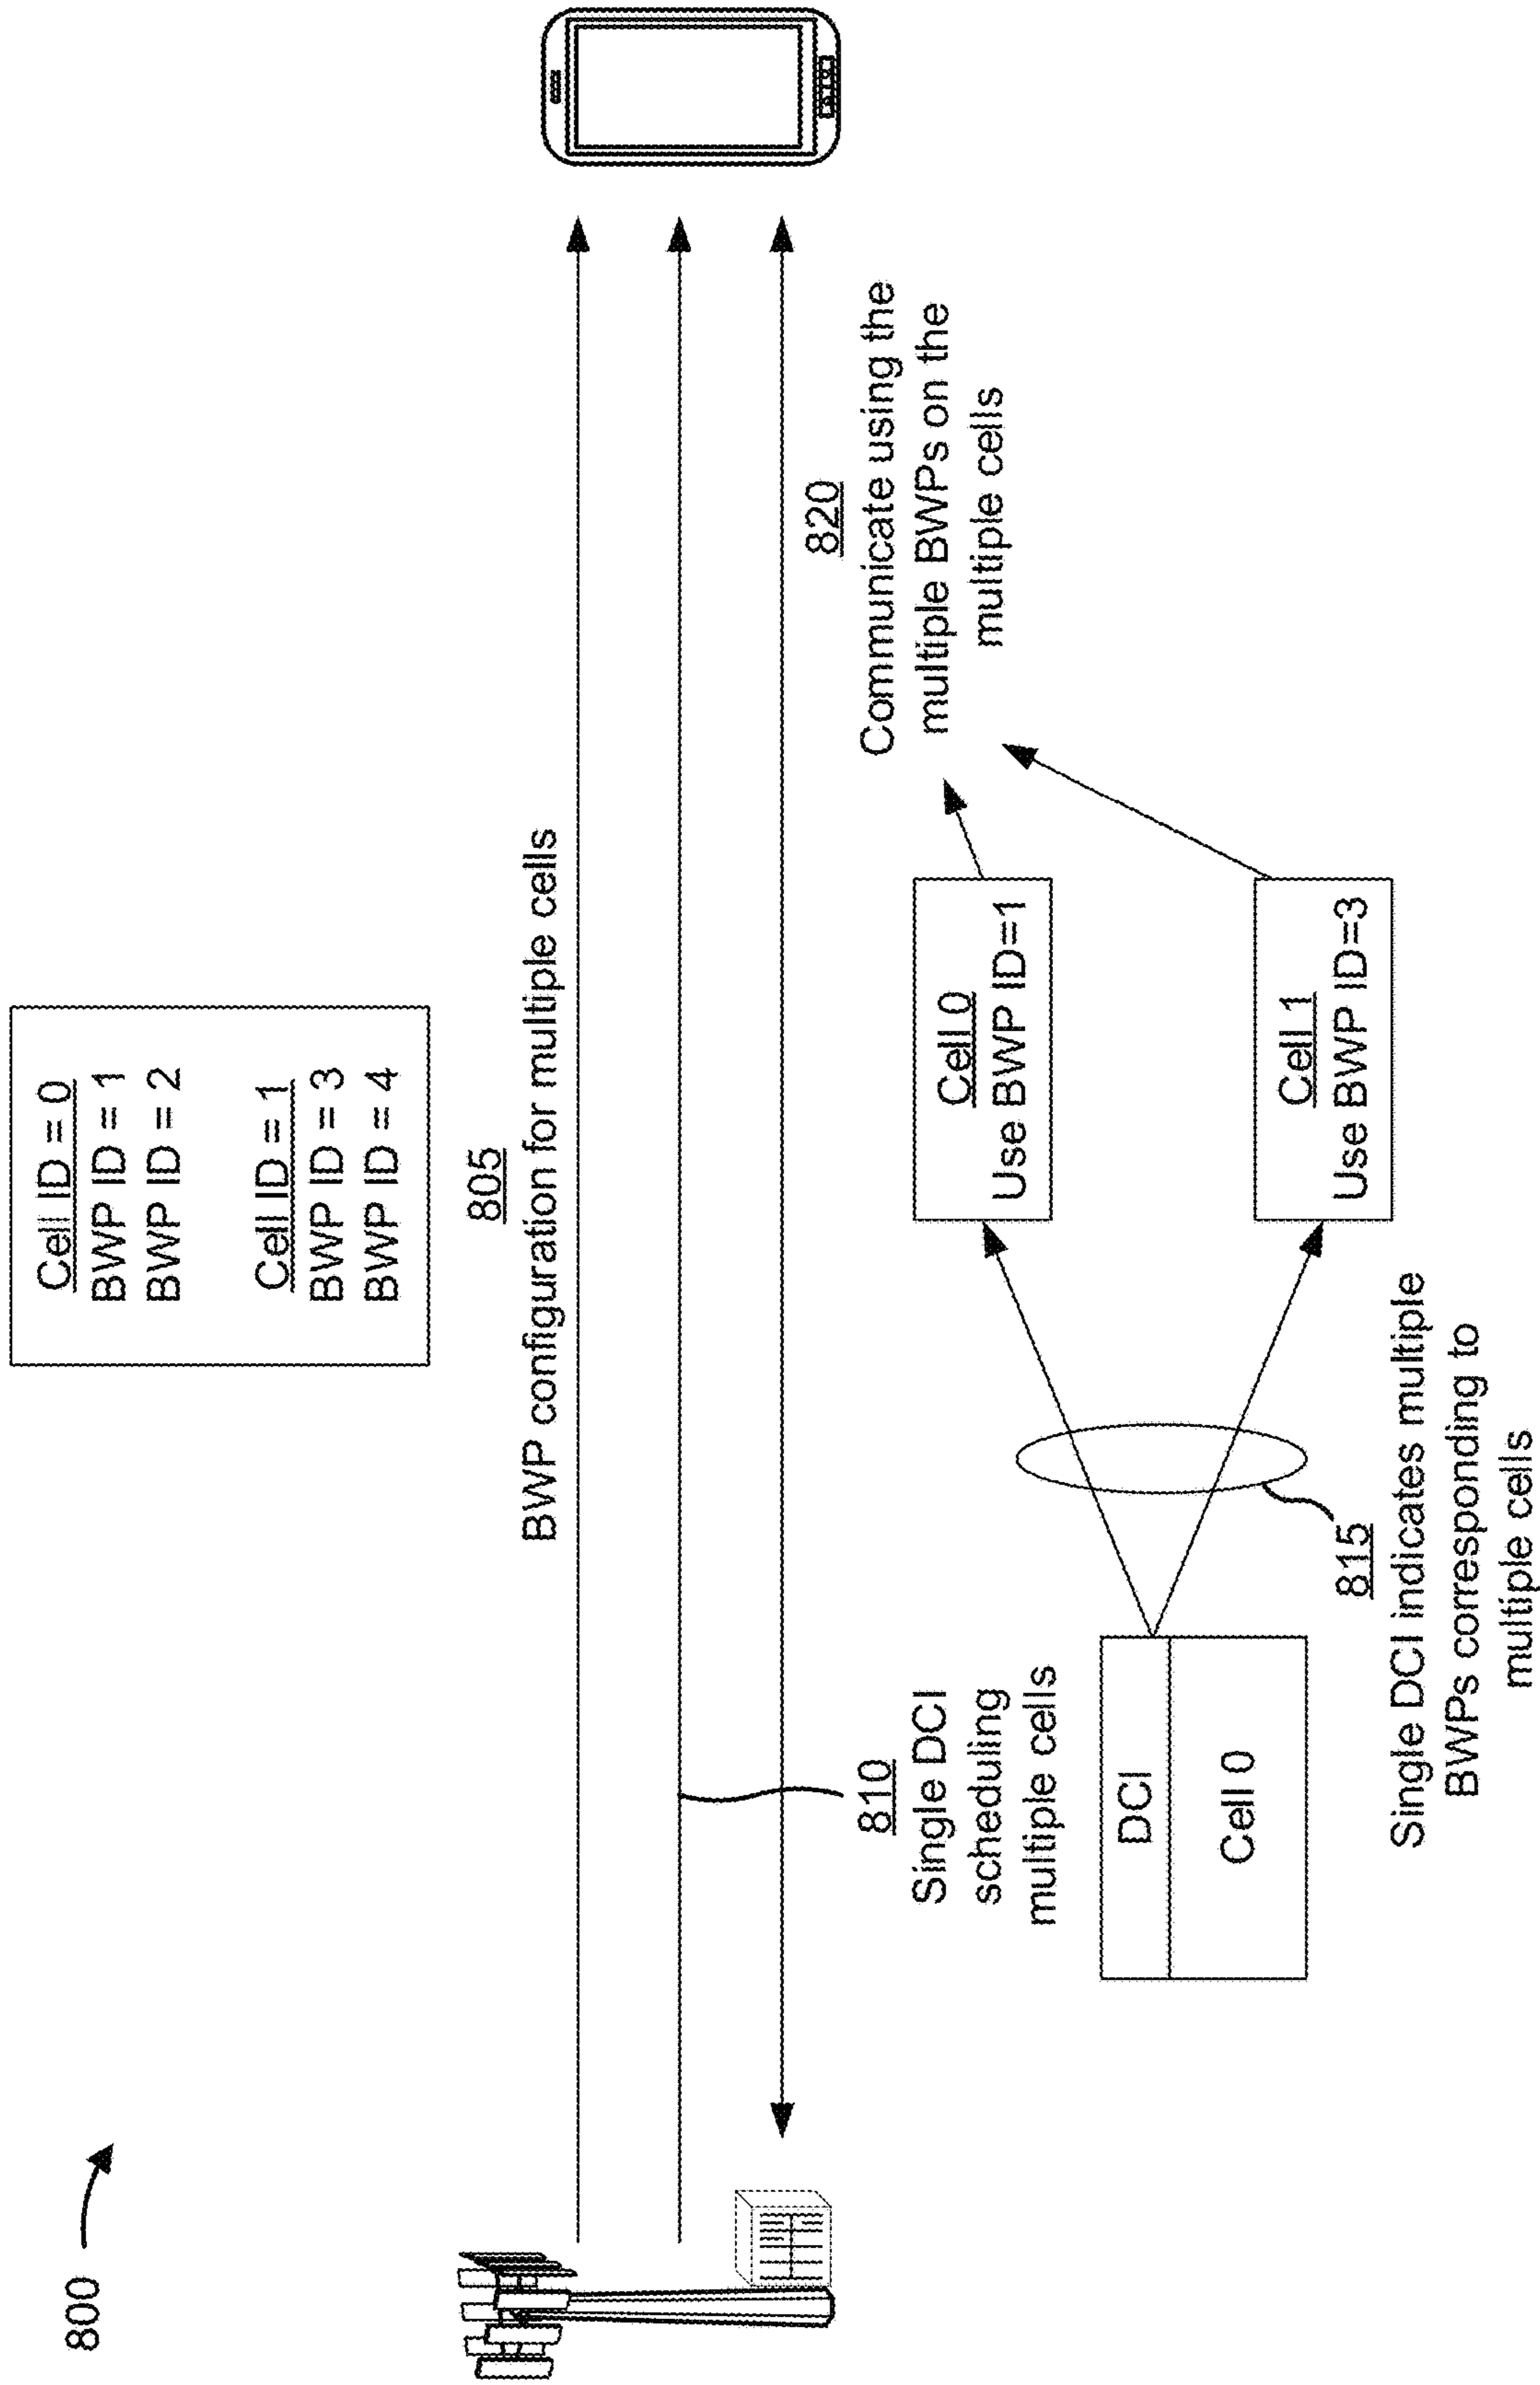 800
Cell ID = 0
BWP ID = 1
BWP ID = 2
Cell ID = 1
BWP ID = 3
BWP ID = 4
805
BWP configuration for multiple cells
810
Single DCI
scheduling
multiple cells
820
Communicate using the
multiple BWPs on the
multiple cells
DCI
Cell 0
Cell 0
Use BWP ID=1
Cell 1
Use BWP ID=3
815
Single DCI indicates multiple
BWPs corresponding to
multiple cells